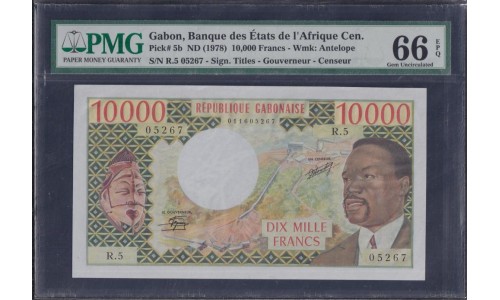 PMG
PAPER MONEY GUARANTY
Gabon, Banque des États de l'Afrique Cen.
Pick# 5b ND (1978) 10,000 Francs - Wmk: Antelope
S/N R.5 05267 - Sign. Titles - Gouverneur - Censeur
66 EPQ
Gem Uncirculated
10000 RÉPUBLIQUE GABONAISE 10000
05267 011605267 R.5
DIX MILLE
FRANCS
R.5 05267